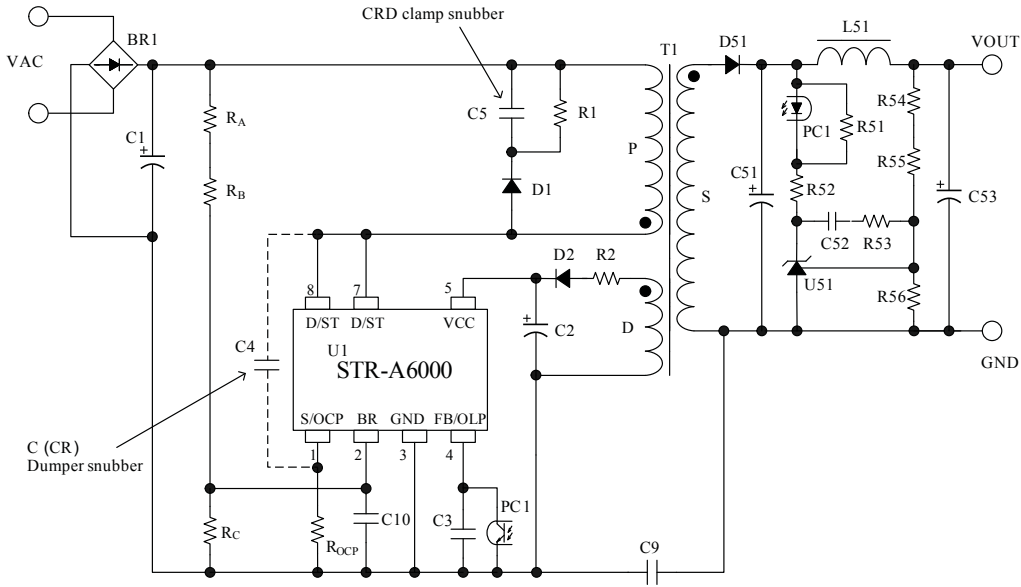 CRD clamp snubber
VAC
BR1
T1
D51
L51
VOUT
C1
+
RA
RB
C5
R1
D1
P
S
C51
+
PC1
R51
R52
C52
R53
U51
R54
R55
R56
C53
+
GND
D2
R2
C2
+
D
8
7
5
D/ST
D/ST
VCC
U1
STR-A6000
S/OCP
BR
GND
FB/OLP
1
2
3
4
C4
C (CR)
Dumper snubber
RC
ROCP
C10
C3
PC1
C9